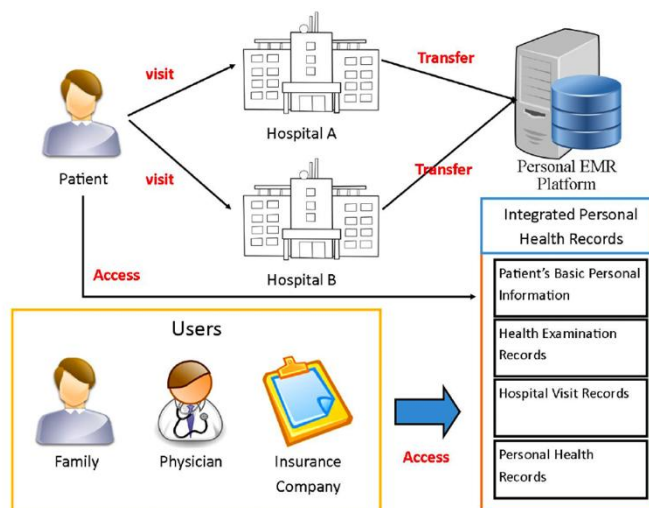 visit
Transfer
Hospital A
Patient
visit
Transfer
Personal EMR
Platform
Hospital B
Access
Integrated Personal
Health Records
Patient's Basic Personal
Information
Health Examination
Records
Hospital Visit Records
Personal Health
Records
Users
Family
Physician
Insurance
Company
Access